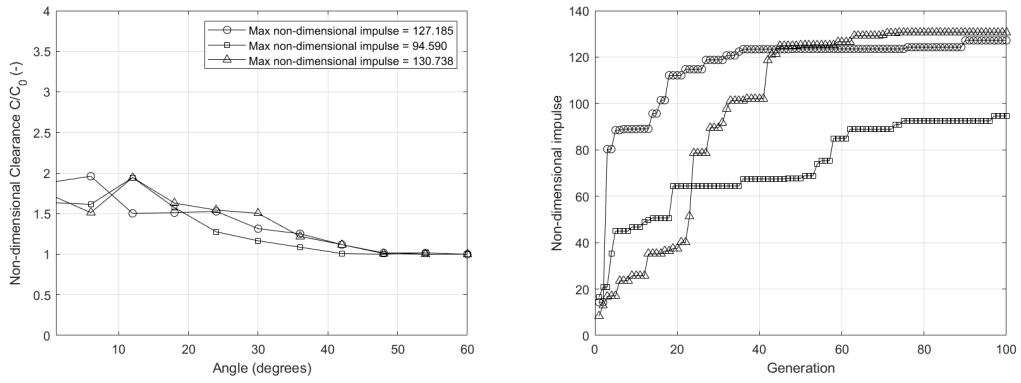 4
3.5
3
2.5
2
1.5
1
0.5
0
Non-dimensional Clearance C/C0 (-)
Max non-dimensional impulse = 127.185
Max non-dimensional impulse = 94.590
Max non-dimensional impulse = 130.738
10 20 30 40 50 60
Angle (degrees)
140
120
100
80
60
40
20
0
Non-dimensional impulse
0 20 40 60 80 100
Generation